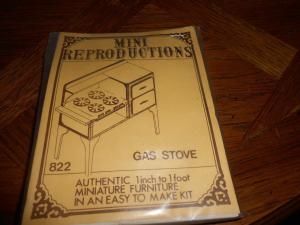 MINI
REPRODUCTIONS
GAS STOVE
822
AUTHENTIC 1inch to 1foot
MINIATURE FURNITURE
IN AN EASY TO MAKE KIT